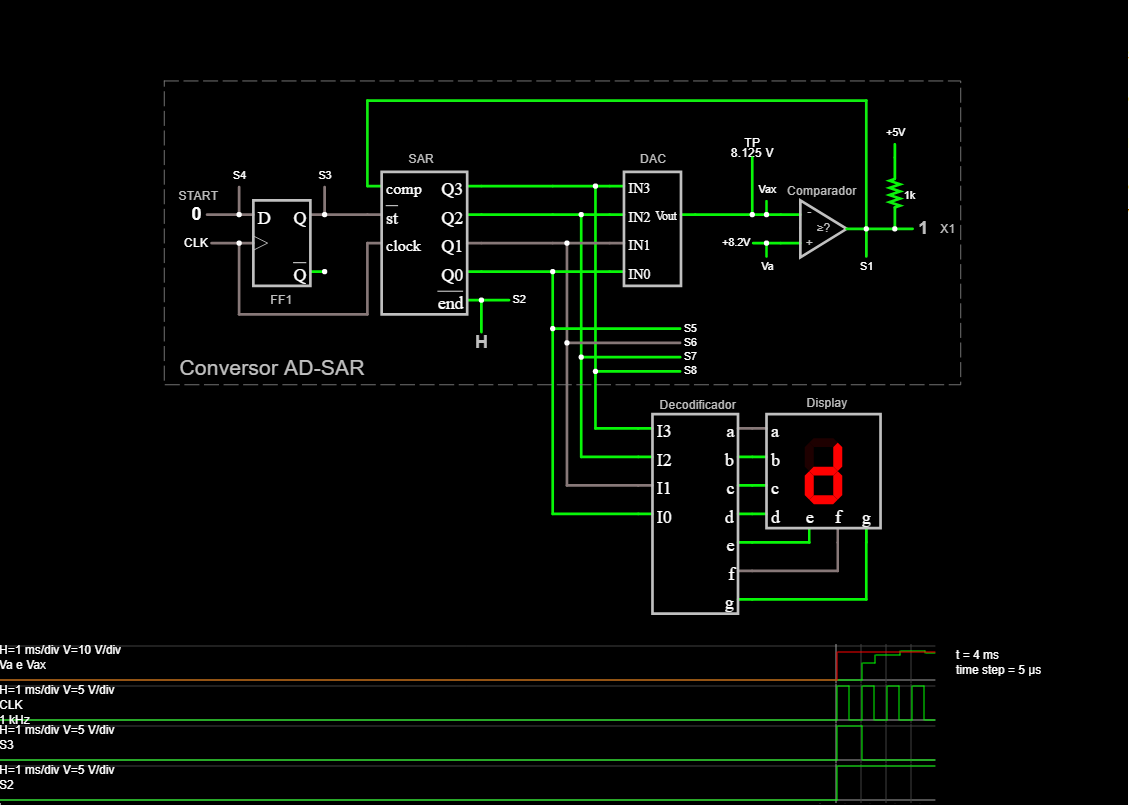 TP
8.125 V
+5V
SAR
DAC
S4
S3
START
0
CLK
D
Q
Q
FF1
comp
st
clock
Q3
Q2
Q1
Q0
end
S2
H
IN3
IN2
IN1
IN0
Vout
Vax
Comparador
-
≥?
+
+8.2V
Va
1k
1
X1
S1
S5
S6
S7
S8
Conversor AD-SAR
Decodificador
Display
I3
I2
I1
I0
a
b
c
d
e
f
g
a
b
c
d
e
f
g
d
H=1 ms/div V=10 V/div
Va e Vax
H=1 ms/div V=5 V/div
CLK
1 kHz
H=1 ms/div V=5 V/div
S3
H=1 ms/div V=5 V/div
S2
t = 4 ms
time step = 5 µs